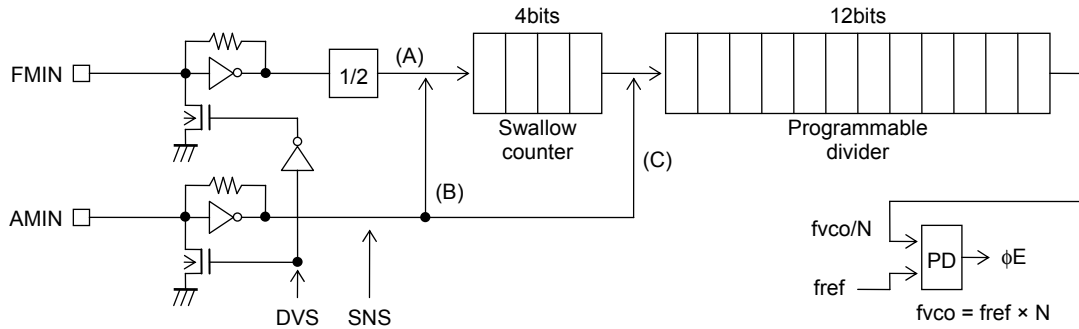 4bits
12bits
FMIN
1/2
(A)
Swallow
counter
Programmable
divider
(C)
(B)
AMIN
fvco/N
PD
φE
fref
DVS
SNS
fvco = fref × N